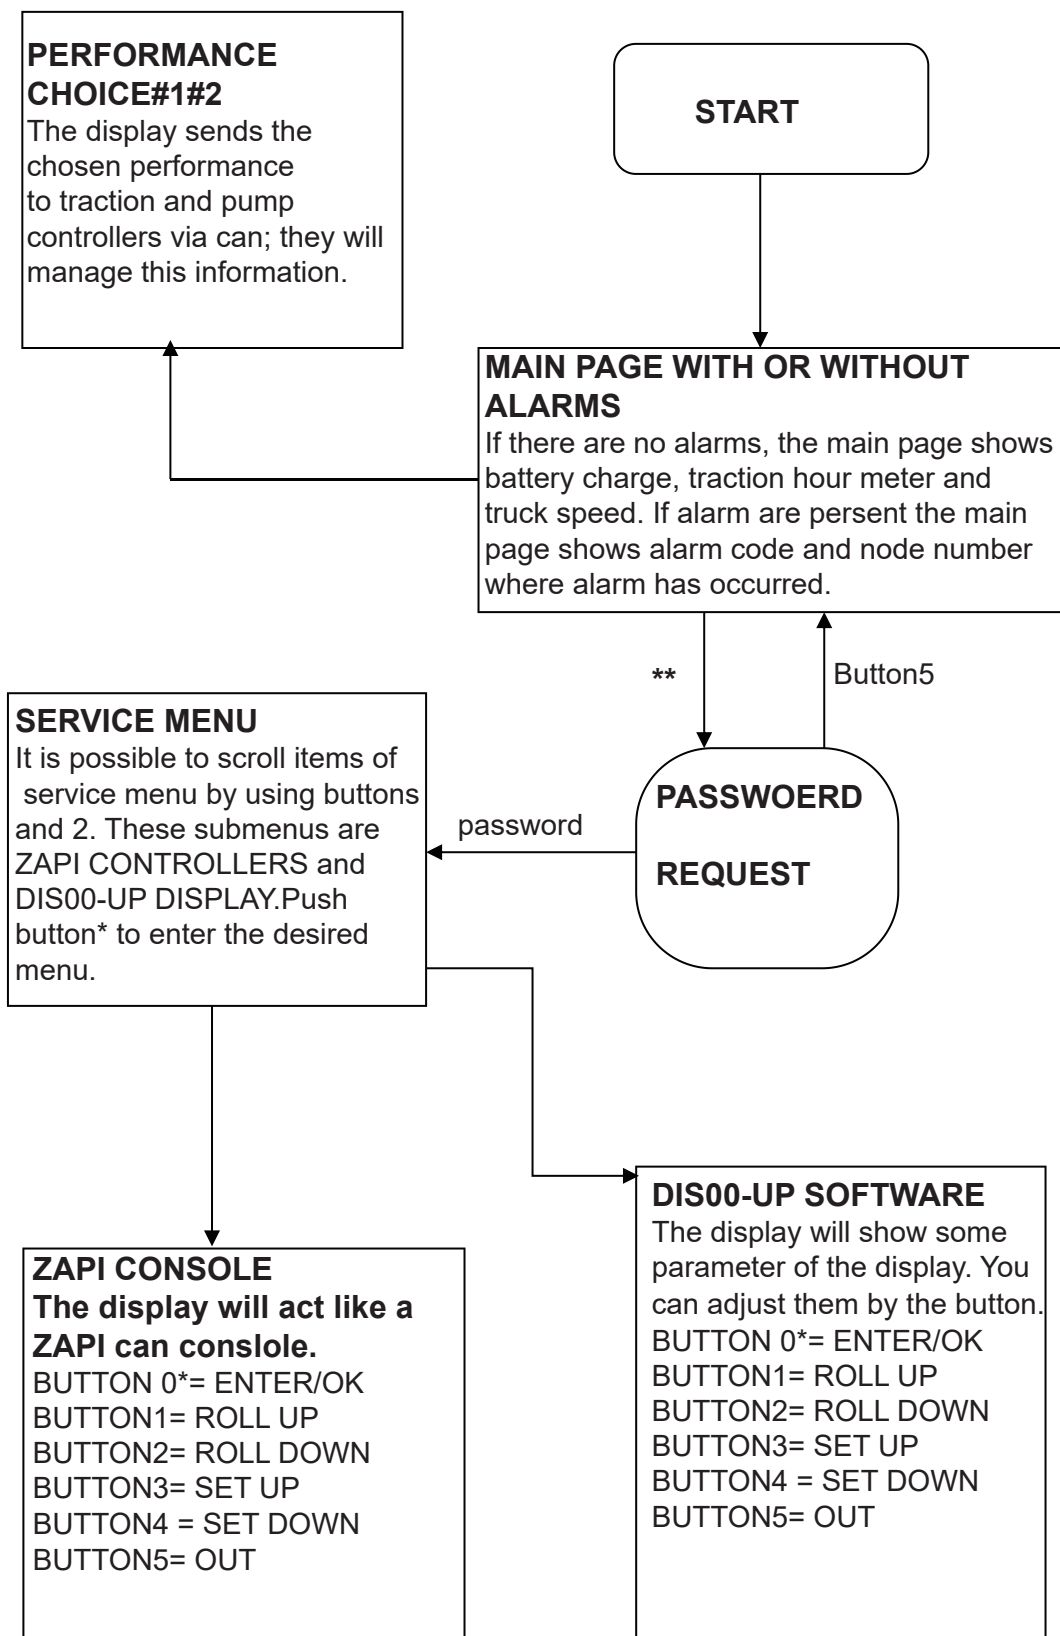 PERFORMANCE
CHOICE#1#2
The display sends the
chosen performance
to traction and pump
controllers via can; they will
manage this information.
START
MAIN PAGE WITH OR WITHOUT
ALARMS
If there are no alarms, the main page shows
battery charge, traction hour meter and
truck speed. If alarm are persent the main
page shows alarm code and node number
where alarm has occurred.
**
Button5
SERVICE MENU
It is possible to scroll items of
service menu by using buttons
and 2. These submenus are
ZAPI CONTROLLERS and
DIS00-UP DISPLAY.Push
button* to enter the desired
menu.
password
PASSWOERD
REQUEST
ZAPI CONSOLE
The display will act like a
ZAPI can conslole.
BUTTON 0*= ENTER/OK
BUTTON1= ROLL UP
BUTTON2= ROLL DOWN
BUTTON3= SET UP
BUTTON4 = SET DOWN
BUTTON5= OUT
DIS00-UP SOFTWARE
The display will show some
parameter of the display. You
can adjust them by the button.
BUTTON 0*= ENTER/OK
BUTTON1= ROLL UP
BUTTON2= ROLL DOWN
BUTTON3= SET UP
BUTTON4 = SET DOWN
BUTTON5= OUT